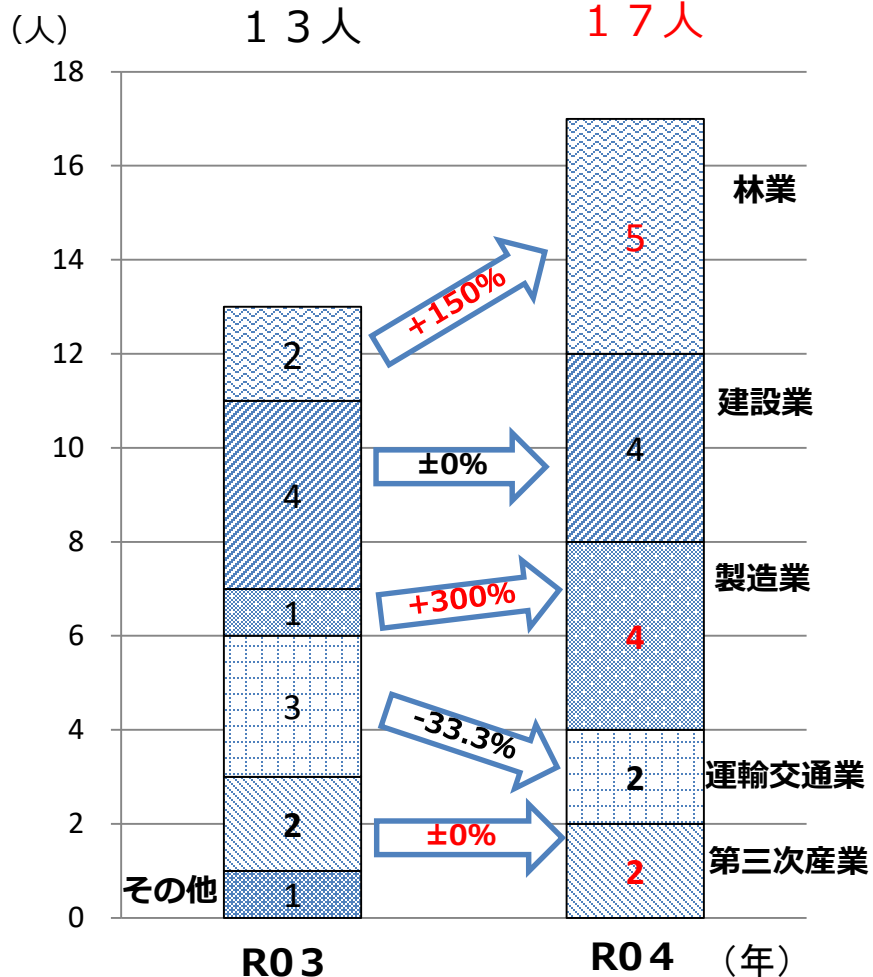 （人）
１３人
１７人
18
16
14
12
10
8
6
4
2
0
林業
建設業
製造業
運輸交通業
第三次産業
その他
2
4
1
3
2
1
+150%
±0%
+300%
-33.3%
±0%
5
4
4
2
2
R0３
R0４
（年）